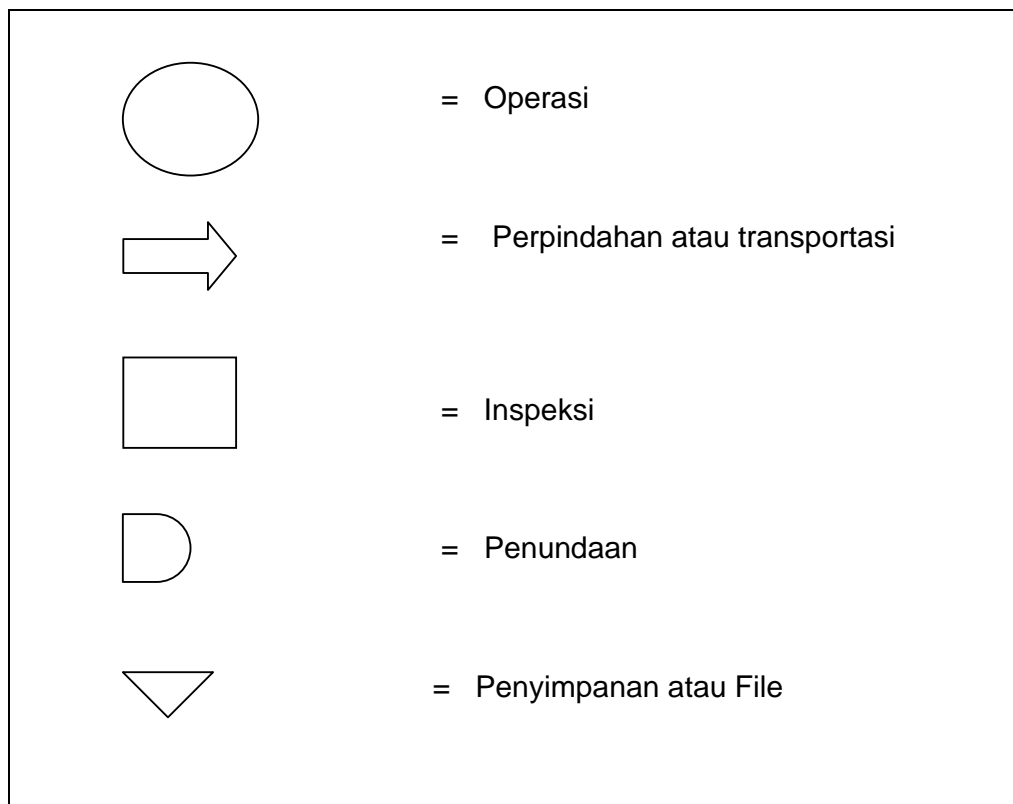 = Operasi
= Perpindahan atau transportasi
= Inspeksi
= Penundaan
= Penyimpanan atau File